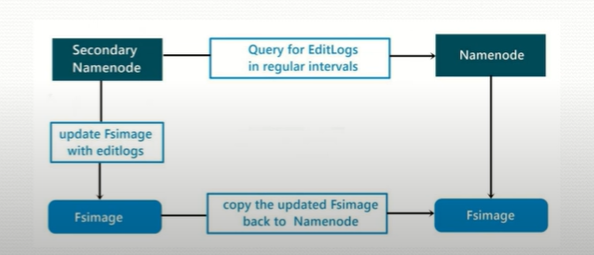 Secondary
Namenode
Query for EditLogs
in regular intervals
Namenode
update Fsimage
with editlogs
Fsimage
copy the updated Fsimage
back to Namenode
Fsimage